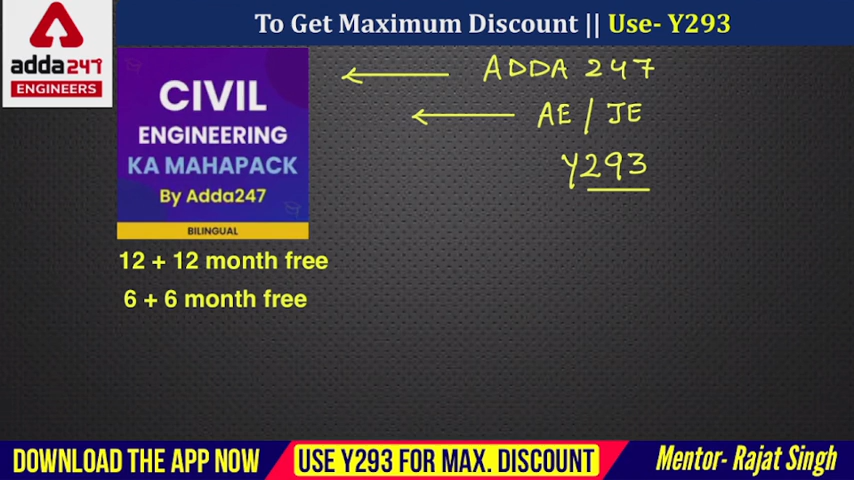 To Get Maximum Discount || Use- Y293
adda247
ENGINEERS
CIVIL
ENGINEERING
KA MAHAPACK
By Adda247
BILINGUAL
12 + 12 month free
6 + 6 month free
ADDA 247
AE / JE
Y293
DOWNLOAD THE APP NOW
USE Y293 FOR MAX. DISCOUNT
Mentor- Rajat Singh